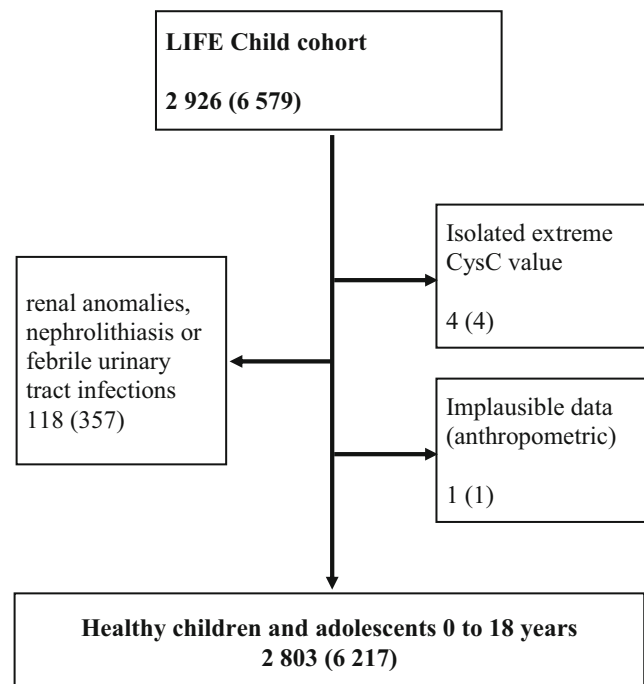 LIFE Child cohort
2 926 (6 579)
Isolated extreme
CysC value
4 (4)
renal anomalies,
nephrolithiasis or
febrile urinary
tract infections
118 (357)
Implausible data
(anthropometric)
1 (1)
Healthy children and adolescents 0 to 18 years
2 803 (6 217)